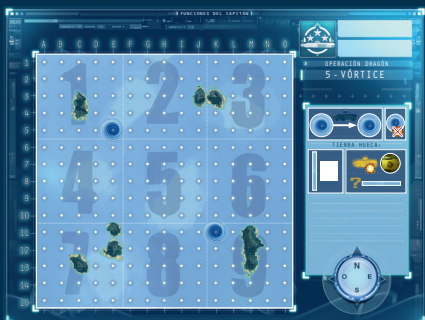 FUNCIONES DEL CAPITÁN
OPERACIÓN DRAGÓN
5-VÓRTICE
A B C D E F G H I J K L M N O
1
2
3
4
5
6
7
8
9
10
11
12
13
14
15
1 2 3
4 5 6
7 8 9
TIERRA HUECA:
?
N
O E
S